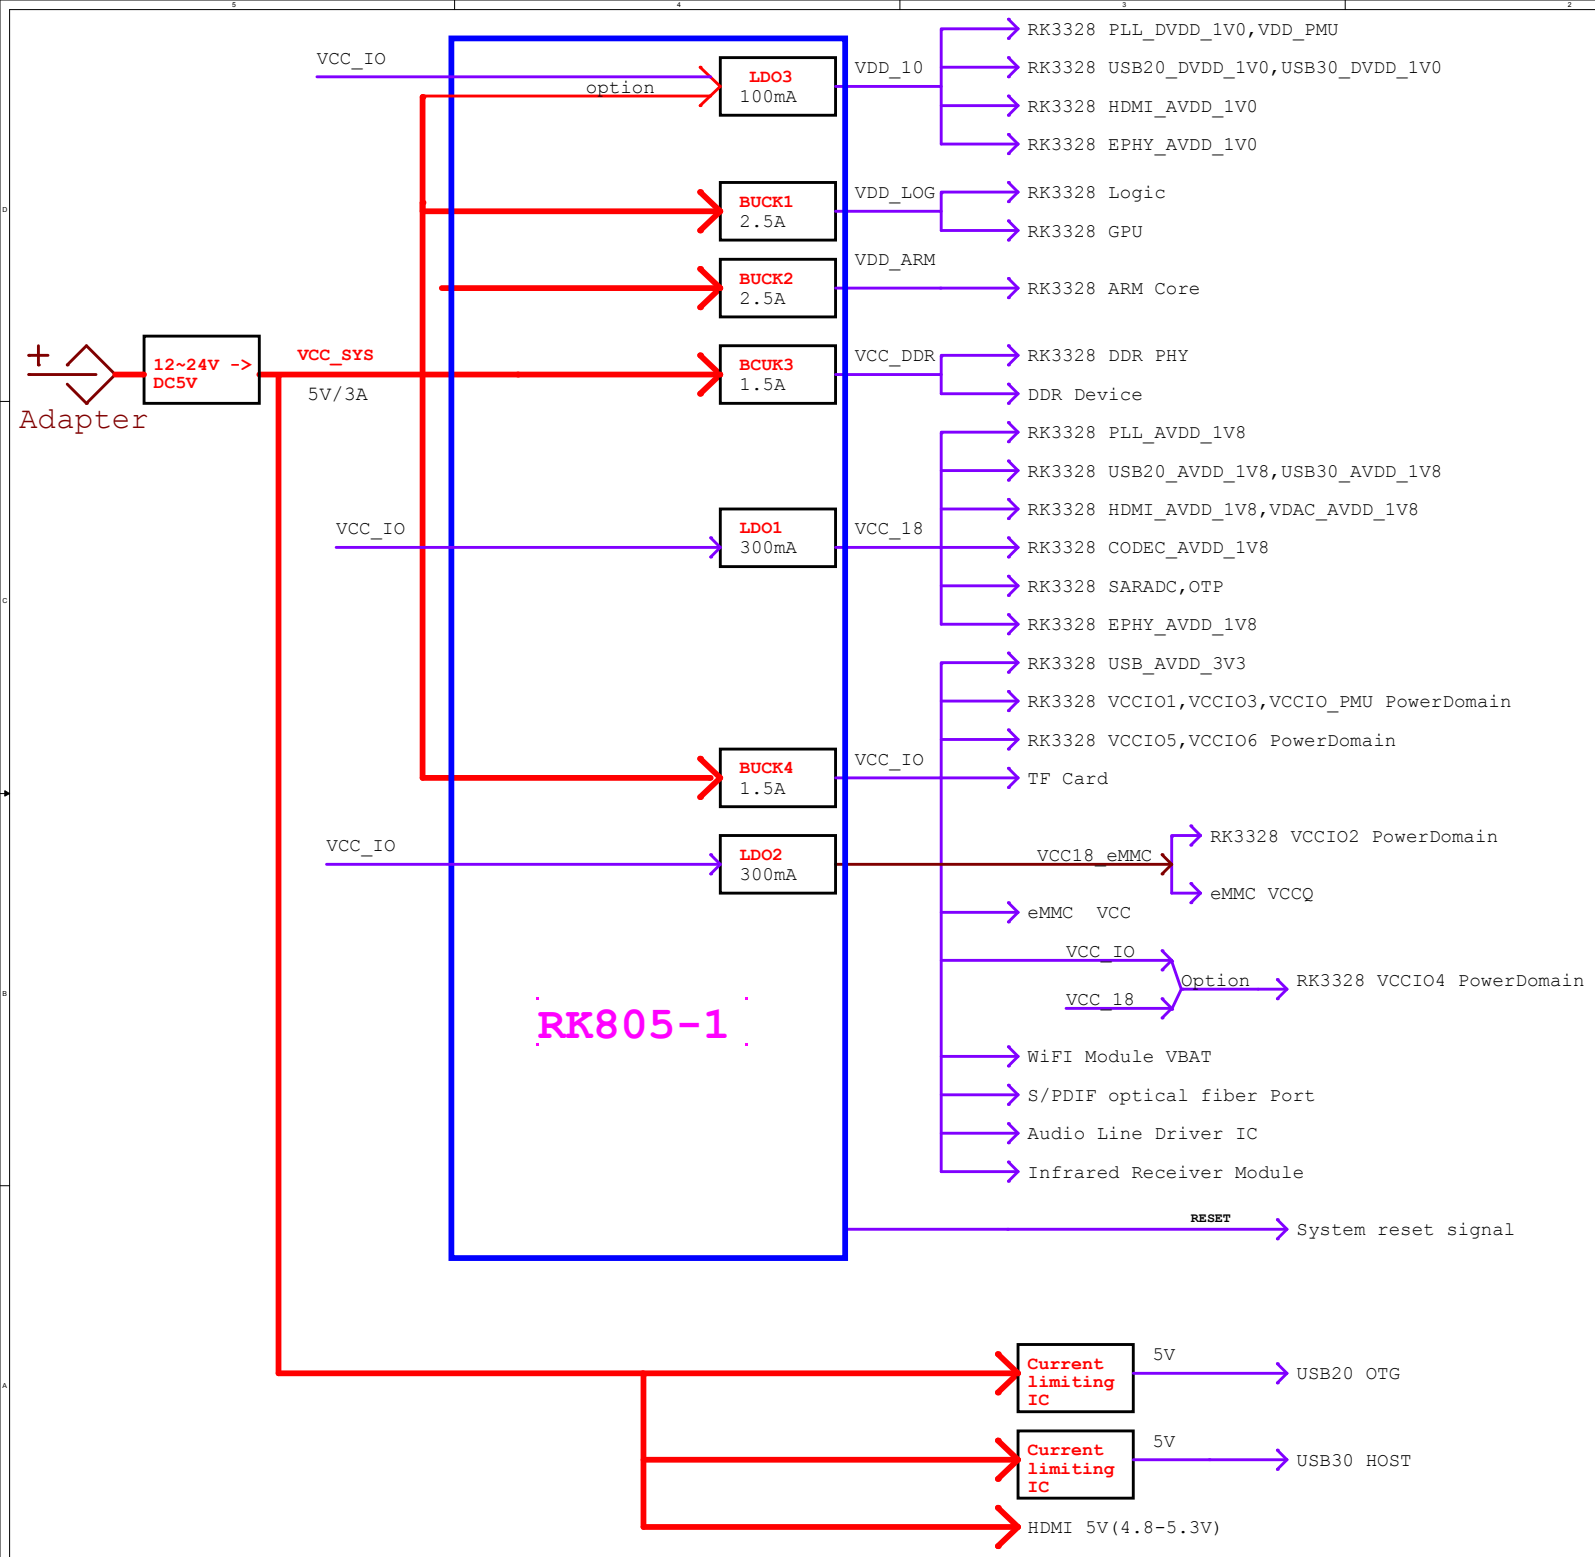 5 4 3 2
VCC_IO
option
LDO3
100mA
VDD_10
RK3328 PLL_DVDD_1V0,VDD_PMU
RK3328 USB20_DVDD_1V0,USB30_DVDD_1V0
RK3328 HDMI_AVDD_1V0
RK3328 EPHY_AVDD_1V0
D
BUCK1
2.5A
VDD_LOG
RK3328 Logic
RK3328 GPU
BUCK2
2.5A
VDD_ARM
RK3328 ARM Core
+
Adapter
12~24V ->
DC5V
VCC_SYS
5V/3A
BCUK3
1.5A
VCC_DDR
RK3328 DDR PHY
DDR Device
RK3328 PLL_AVDD_1V8
RK3328 USB20_AVDD_1V8,USB30_AVDD_1V8
RK3328 HDMI_AVDD_1V8,VDAC_AVDD_1V8
VCC_IO
LDO1
300mA
VCC_18
RK3328 CODEC_AVDD_1V8
RK3328 SARADC,OTP
C
RK3328 EPHY_AVDD_1V8
RK3328 USB_AVDD_3V3
RK3328 VCCIO1,VCCIO3,VCCIO_PMU PowerDomain
RK3328 VCCIO5,VCCIO6 PowerDomain
BUCK4
1.5A
VCC_IO
TF Card
VCC_IO
LDO2
300mA
VCC18_eMMC
RK3328 VCCIO2 PowerDomain
eMMC VCCQ
eMMC VCC
VCC_IO
VCC_18
Option
RK3328 VCCIO4 PowerDomain
B
RK805-1
WiFI Module VBAT
S/PDIF optical fiber Port
Audio Line Driver IC
Infrared Receiver Module
RESET
System reset signal
A
Current
limiting
IC
5V
USB20 OTG
Current
limiting
IC
5V
USB30 HOST
HDMI 5V(4.8-5.3V)